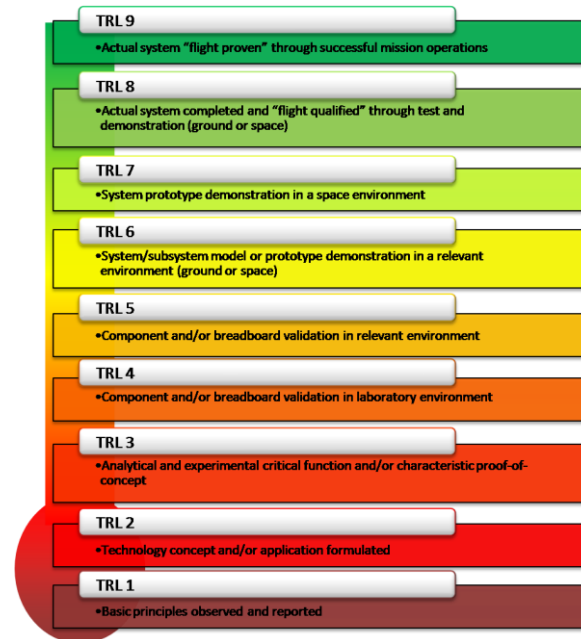 TRL 9
•Actual system “flight proven” through successful mission operations
TRL 8
•Actual system completed and “flight qualified” through test and
demonstration (ground or space)
TRL 7
•System prototype demonstration in a space environment
TRL 6
•System/subsystem model or prototype demonstration in a relevant
environment (ground or space)
TRL 5
•Component and/or breadboard validation in relevant environment
TRL 4
•Component and/or breadboard validation in laboratory environment
TRL 3
•Analytical and experimental critical function and/or characteristic proof-of-
concept
TRL 2
•Technology concept and/or application formulated
TRL 1
•Basic principles observed and reported